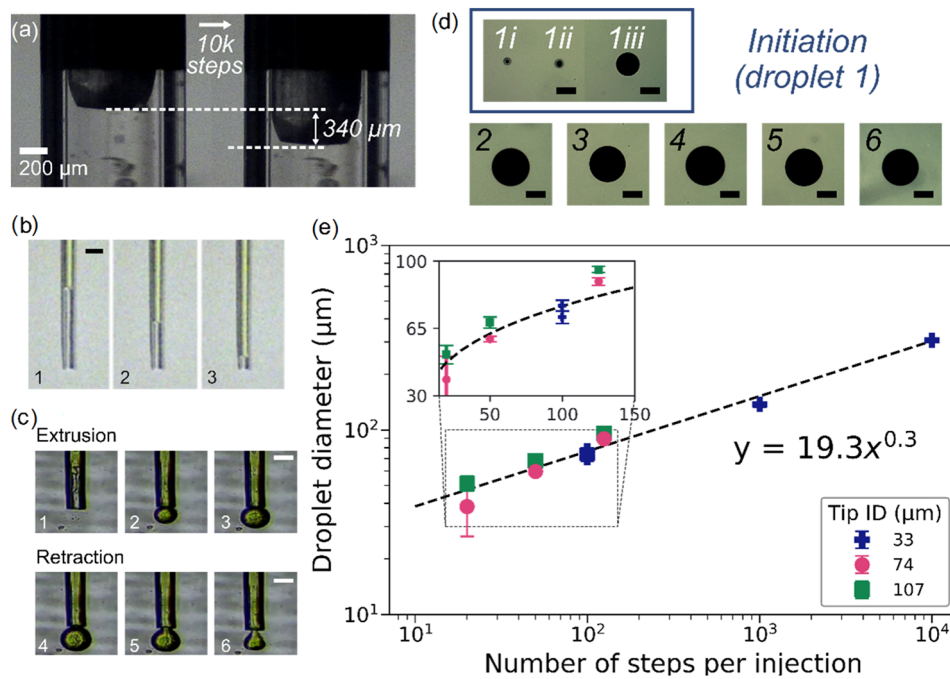 (a)
10k
steps
340 μm
200 μm
(b)
1
2
3
(c)
Extrusion
1
2
3
Retraction
4
5
6
(d)
1i
1ii
1iii
Initiation
(droplet 1)
2
3
4
5
6
(e)
Droplet diameter (μm)
10³
10²
10¹
100
65
30
50
100
150
y = 19.3x⁰·³
Tip ID (μm)
33
74
107
10¹
10²
10³
10⁴
Number of steps per injection